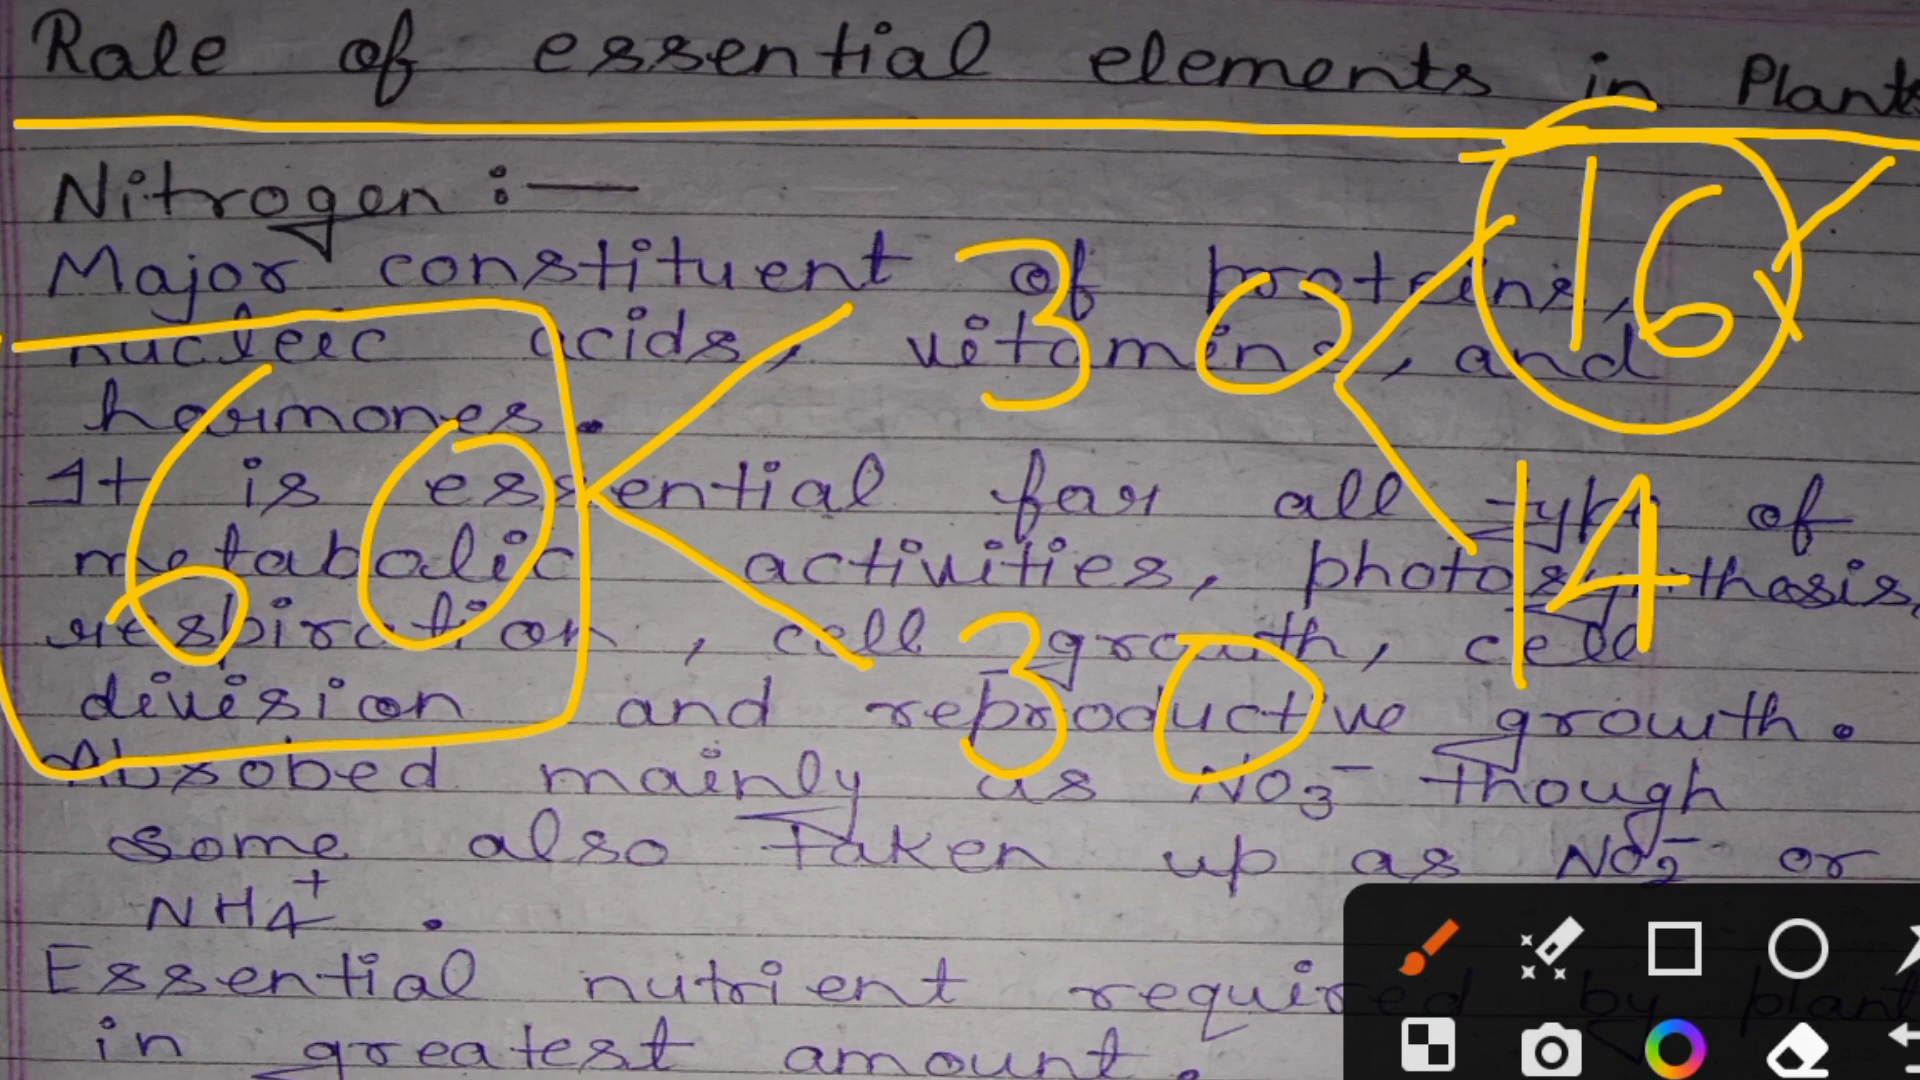 Role of essential elements in Plants
Nitrogen :—
Major constituent of proteins,
nucleic acids, vitamins, and
hormones.
It is essential for all type of
metabolic activities, photosynthesis,
respiration, cell growth, cell
division and reproductive growth.
Absobed mainly as NO3⁻ though
some also taken up as NO2⁻ or
NH4⁺ .
Essential nutrient required by plant
in greatest amount.
60
30
30
16
14